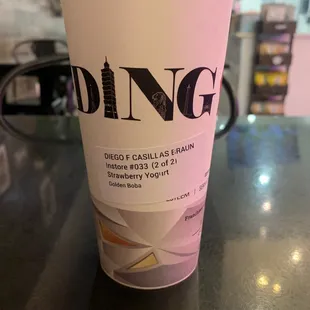 DING
DIEGO F CASILLAS BRAUN
Instore #033 (2 of 2)
Strawberry Yogurt
Golden Boba